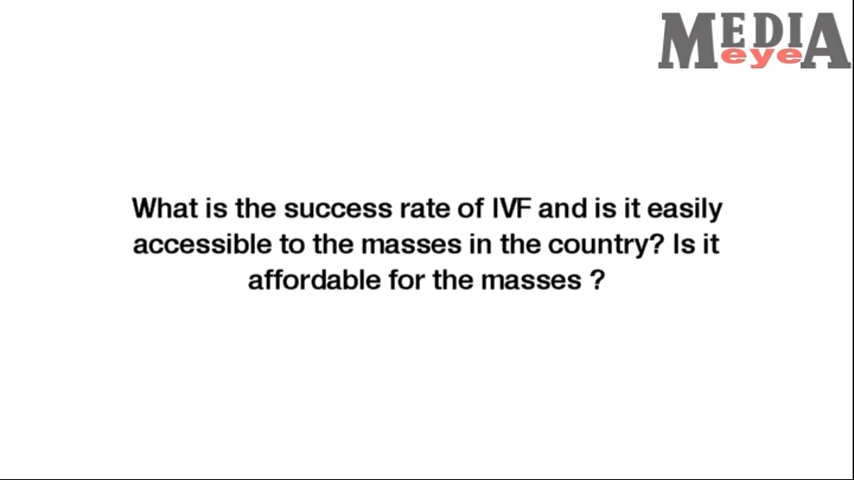 MEDIA
eye
What is the success rate of IVF and is it easily
accessible to the masses in the country? Is it
affordable for the masses ?